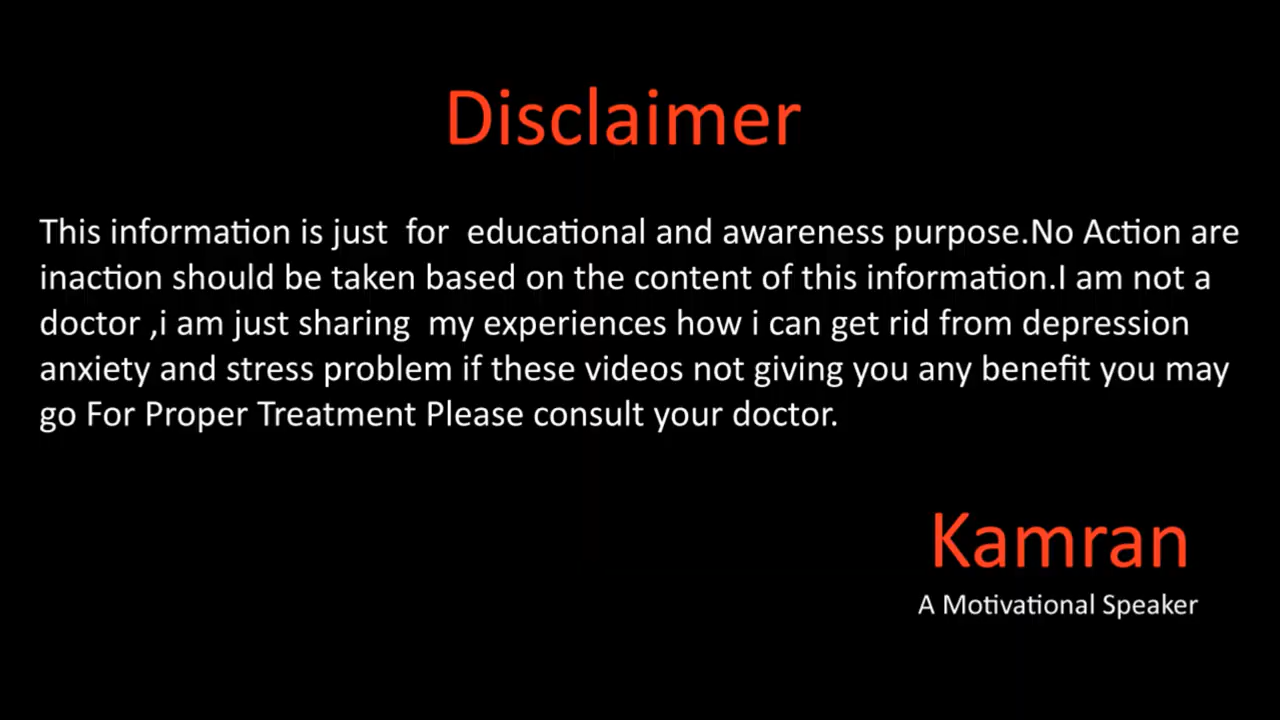 Disclaimer
This information is just  for  educational and awareness purpose.No Action are
inaction should be taken based on the content of this information.I am not a
doctor ,i am just sharing  my experiences how i can get rid from depression
anxiety and stress problem if these videos not giving you any benefit you may
go For Proper Treatment Please consult your doctor.
Kamran
A Motivational Speaker